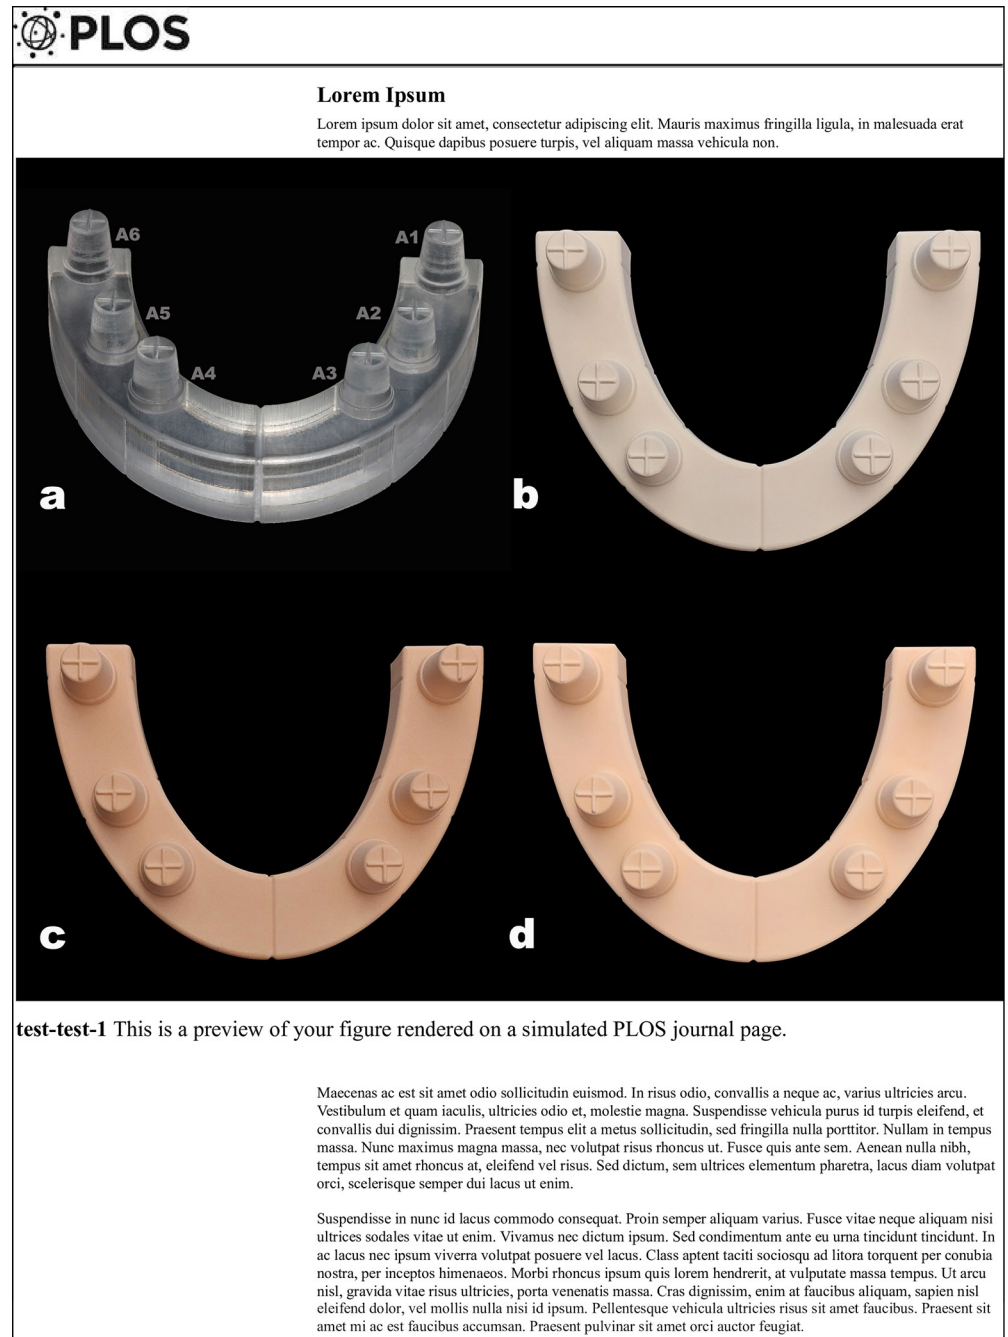 PLOS
Lorem Ipsum
Lorem ipsum dolor sit amet, consectetur adipiscing elit. Mauris maximus fringilla ligula, in malesuada erat
tempor ac. Quisque dapibus posuere turpis, vel aliquam massa vehicula non.
A6
A1
A5
A2
A4
A3
a
b
c
d
test-test-1 This is a preview of your figure rendered on a simulated PLOS journal page.
Maecenas ac est sit amet odio sollicitudin euismod. In risus odio, convallis a neque ac, varius ultricies arcu.
Vestibulum et quam iaculis, ultricies odio et, molestie magna. Suspendisse vehicula purus id turpis eleifend, et
convallis dui dignissim. Praesent tempus elit a metus sollicitudin, sed fringilla nulla porttitor. Nullam in tempus
massa. Nunc maximus magna massa, nec volutpat risus rhoncus ut. Fusce quis ante sem. Aenean nulla nibh,
tempus sit amet rhoncus at, eleifend vel risus. Sed dictum, sem ultrices elementum pharetra, lacus diam volutpat
orci, scelerisque semper dui lacus ut enim.
Suspendisse in nunc id lacus commodo consequat. Proin semper aliquam varius. Fusce vitae neque aliquam nisi
ultrices sodales vitae ut enim. Vivamus nec dictum ipsum. Sed condimentum ante eu urna tincidunt tincidunt. In
ac lacus nec ipsum viverra volutpat posuere vel lacus. Class aptent taciti sociosqu ad litora torquent per conubia
nostra, per inceptos himenaeos. Morbi rhoncus ipsum quis lorem hendrerit, at vulputate massa tempus. Ut arcu
nisl, gravida vitae risus ultricies, porta venenatis massa. Cras dignissim, enim at faucibus aliquam, sapien nisl
eleifend dolor, vel mollis nulla nisi id ipsum. Pellentesque vehicula ultricies risus sit amet faucibus. Praesent sit
amet mi ac est faucibus accumsan. Praesent pulvinar sit amet orci auctor feugiat.